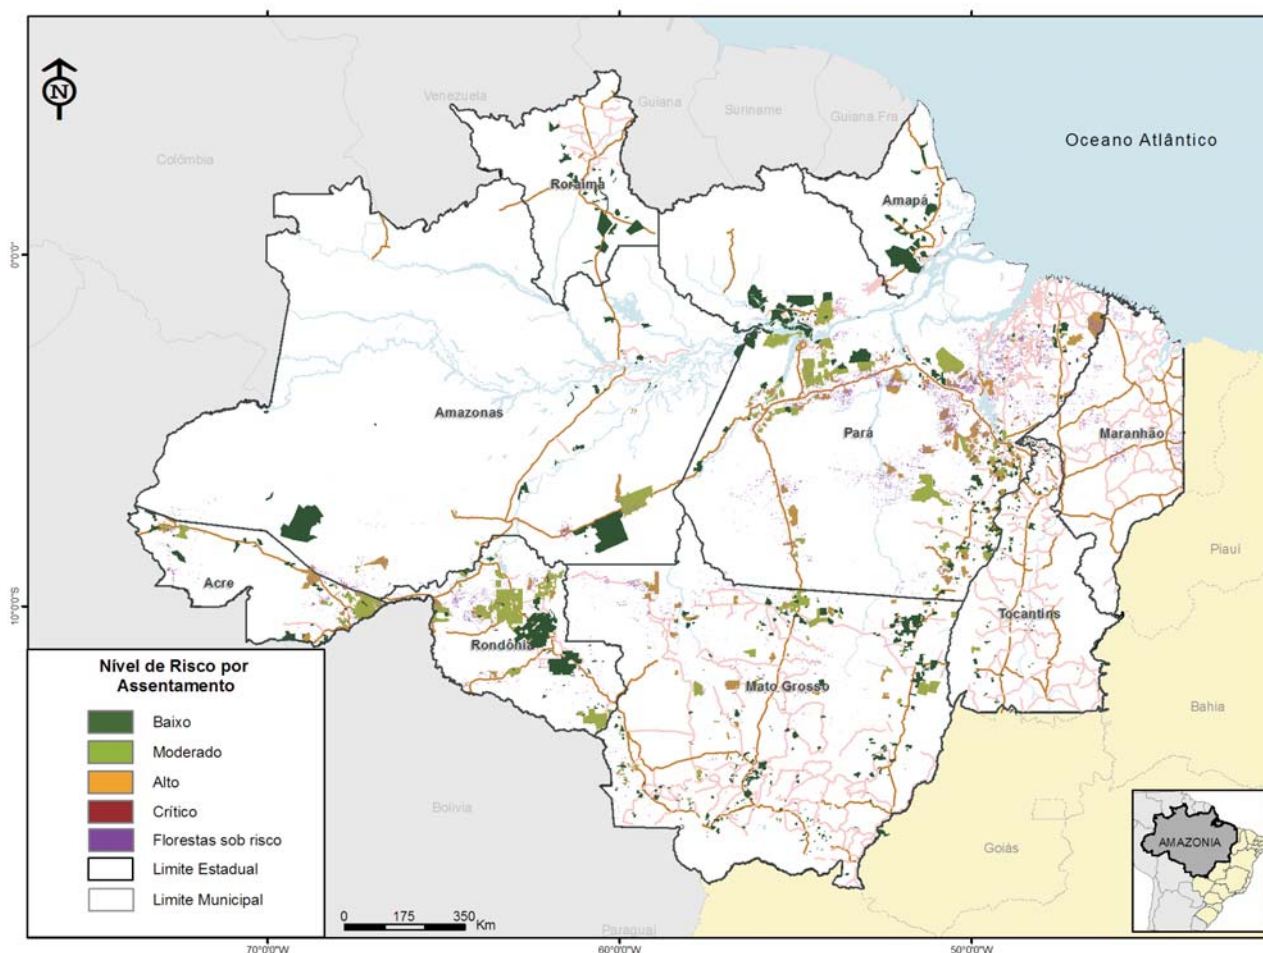 N
Venezuela
Guiana
Suriname
Guiana Fra
Colômbia
Oceano Atlântico
Roraima
Amapá
0°0'0"
Amazonas
Pará
Maranhão
Piauí
Acre
10°0'0"S
Tocantins
Rondônia
Mato Grosso
Bahia
Bolívia
Goiás
Paraguai
Nível de Risco por
Assentamento
Baixo
Moderado
Alto
Crítico
Florestas sob risco
Limite Estadual
Limite Municipal
0 175 350
Km
AMAZONIA
70°0'0"W 60°0'0"W 50°0'0"W